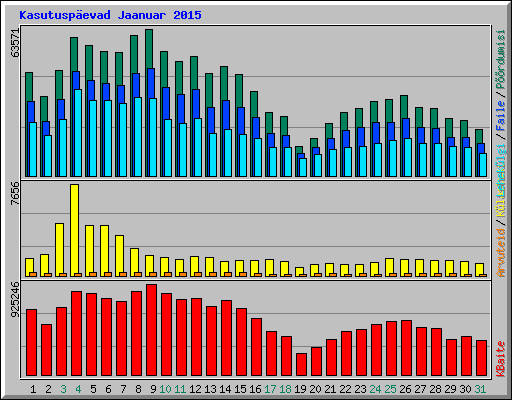 Kasutuspäevad Jaanuar 2015
63571
7656
925246
Arvuteid / Külienekülgi / Faile / Pöördumisi
KBaite
1 2 3 4 5 6 7 8 9 10 11 12 13 14 15 16 17 18 19 20 21 22 23 24 25 26 27 28 29 30 31